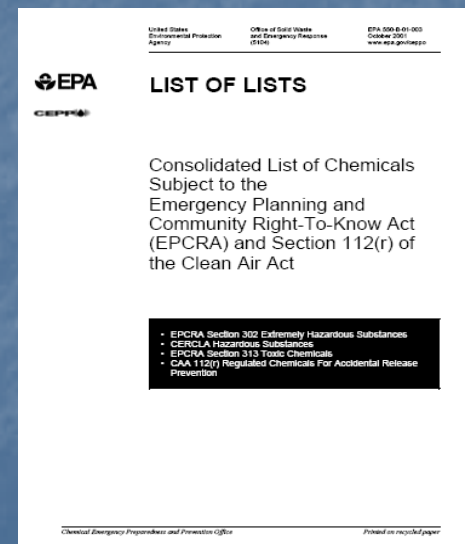 United States
Environmental Protection
Agency
Office of Solid Waste
and Emergency Response
(5104)
EPA 550-B-01-003
October 2001
www.epa.gov/ceppo
EPA
CEPPO
LIST OF LISTS
Consolidated List of Chemicals
Subject to the
Emergency Planning and
Community Right-To-Know Act
(EPCRA) and Section 112(r) of
the Clean Air Act
• EPCRA Section 302 Extremely Hazardous Substances
• CERCLA Hazardous Substances
• EPCRA Section 313 Toxic Chemicals
• CAA 112(r) Regulated Chemicals For Accidental Release
Prevention
Chemical Emergency Preparedness and Prevention Office
Printed on recycled paper